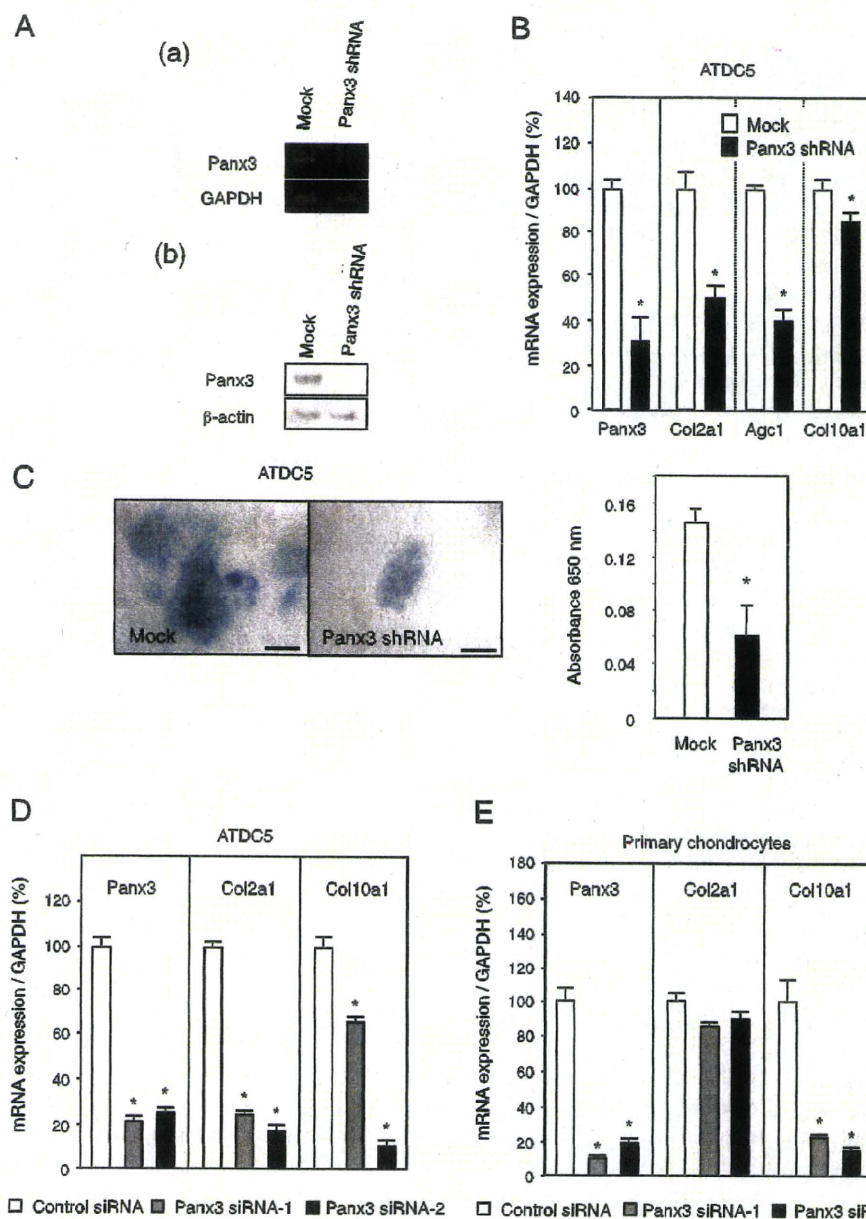 A
(a)
Mock
Panx3 shRNA
Panx3
GAPDH
(b)
Mock
Panx3 shRNA
Panx3
β-actin
B
ATDC5
mRNA expression / GAPDH (%)
140
120
100
80
60
40
20
0
Mock
Panx3 shRNA
*
*
*
*
Panx3 Col2a1 Agc1 Col10a1
C
ATDC5
Mock
Panx3 shRNA
Absorbance 650 nm
0.16
0.12
0.08
0.04
0
*
Mock Panx3
shRNA
D
ATDC5
mRNA expression / GAPDH (%)
120
100
80
60
40
20
0
Panx3 Col2a1 Col10a1
* *
* *
* *
Control siRNA Panx3 siRNA-1 Panx3 siRNA-2
E
Primary chondrocytes
mRNA expression / GAPDH (%)
180
160
140
120
100
80
60
40
20
0
Panx3 Col2a1 Col10a1
* *
* *
Control siRNA Panx3 siRNA-1 Panx3